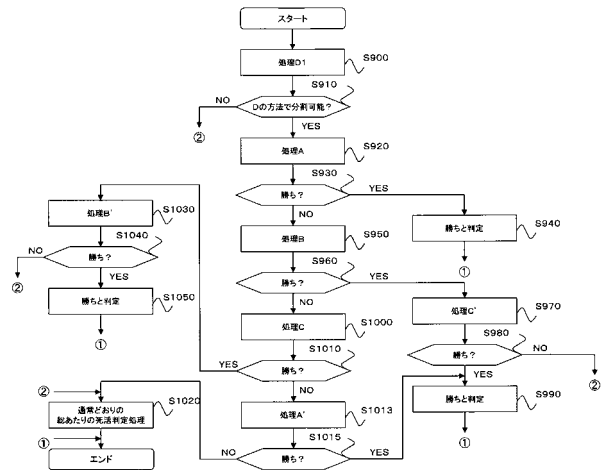 スタート
処理D1
S900
S910
Dの方法で分割可能？
NO
②
YES
処理A
S920
S930
勝ち？
YES
NO
勝ちと判定
S940
①
処理B
S950
S960
勝ち？
YES
NO
処理B'
S1030
S1040
勝ち？
NO
②
YES
勝ちと判定
S1050
①
処理C'
S970
S980
勝ち？
NO
②
YES
勝ちと判定
S990
①
処理C
S1000
S1010
勝ち？
YES
NO
処理A'
S1013
S1015
勝ち？
NO
YES
②
通常どおりの
総あたりの死活判定処理
S1020
①
エンド